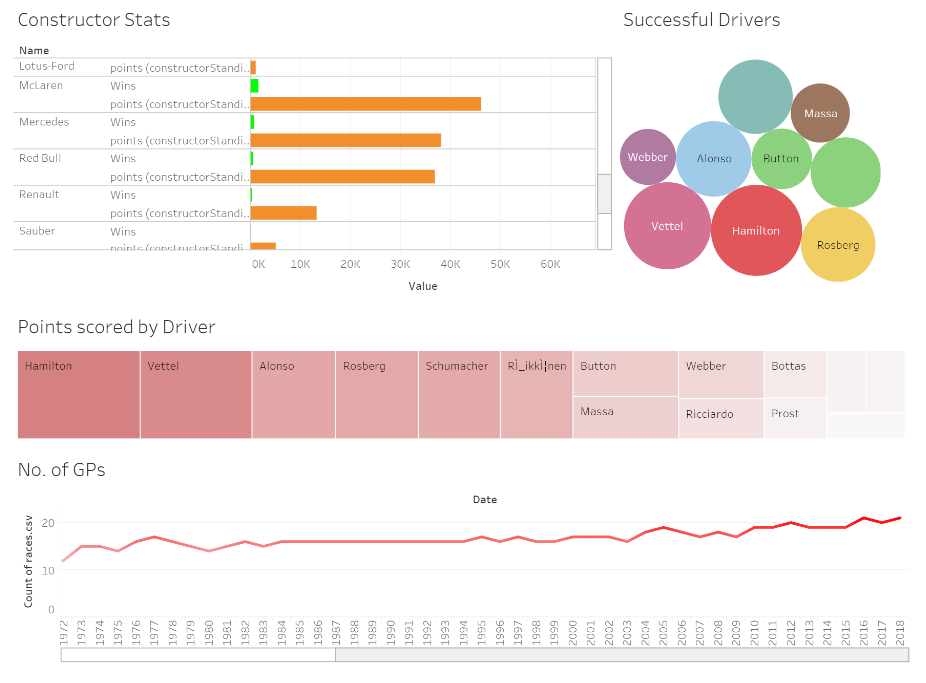 Constructor Stats
Successful Drivers
Name
Lotus-Ford
points (constructorStandi..
McLaren
Wins
points (constructorStandi..
Mercedes
Wins
points (constructorStandi..
Red Bull
Wins
points (constructorStandi..
Renault
Wins
points (constructorStandi..
Sauber
Wins
points (constructorStandi..
0K 10K 20K 30K 40K 50K 60K
Value
Massa
Webber
Alonso
Button
Vettel
Hamilton
Rosberg
Points scored by Driver
Hamilton
Vettel
Alonso
Rosberg
Schumacher
RÌ_ikkÌ¦nen
Button
Webber
Bottas
Massa
Ricciardo
Prost
No. of GPs
Date
Count of races.csv
20
10
0
1972 1973 1974 1975 1976 1977 1978 1979 1980 1981 1982 1983 1984 1985 1986 1987 1988 1989 1990 1991 1992 1993 1994 1995 1996 1997 1998 1999 2000 2001 2002 2003 2004 2005 2006 2007 2008 2009 2010 2011 2012 2013 2014 2015 2016 2017 2018